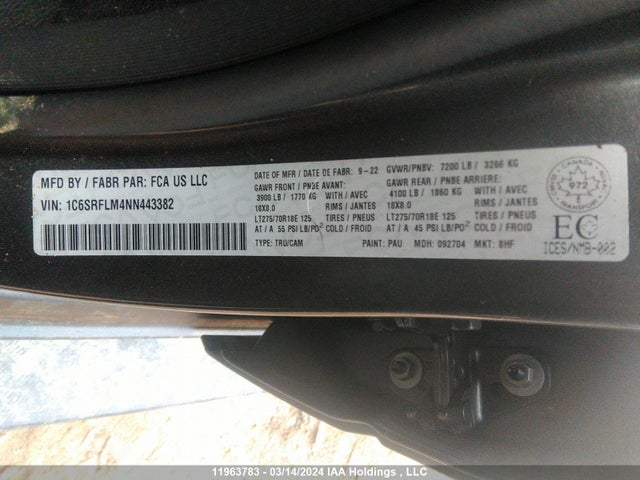 MFD BY / FABR PAR: FCA US LLC
VIN: 1C6SRFLM4NN443382
DATE OF MFR / DATE DE FABR: 9-22 GVWR/PNBV: 7200 LB / 3266 KG
GAWR FRONT / PNBE AVANT: GAWR REAR / PNBE ARRIERE:
3900 LB / 1770 KG WITH / AVEC 4100 LB / 1860 KG WITH / AVEC
18X8.0 RIMS / JANTES 18X8.0 RIMS / JANTES
LT275/70R18E 125 TIRES / PNEUS LT275/70R18E 125 TIRES / PNEUS
AT / A 55 PSI LB/PO² COLD / FROID AT / A 45 PSI LB/PO² COLD / FROID
TYPE: TRU/CAM PAINT: PAU MDH: 092704 MKT: BHF
CANADA
972
TRANSPORT
EC
ICES/NMB-002
11963783 - 03/14/2024 IAA Holdings , LLC